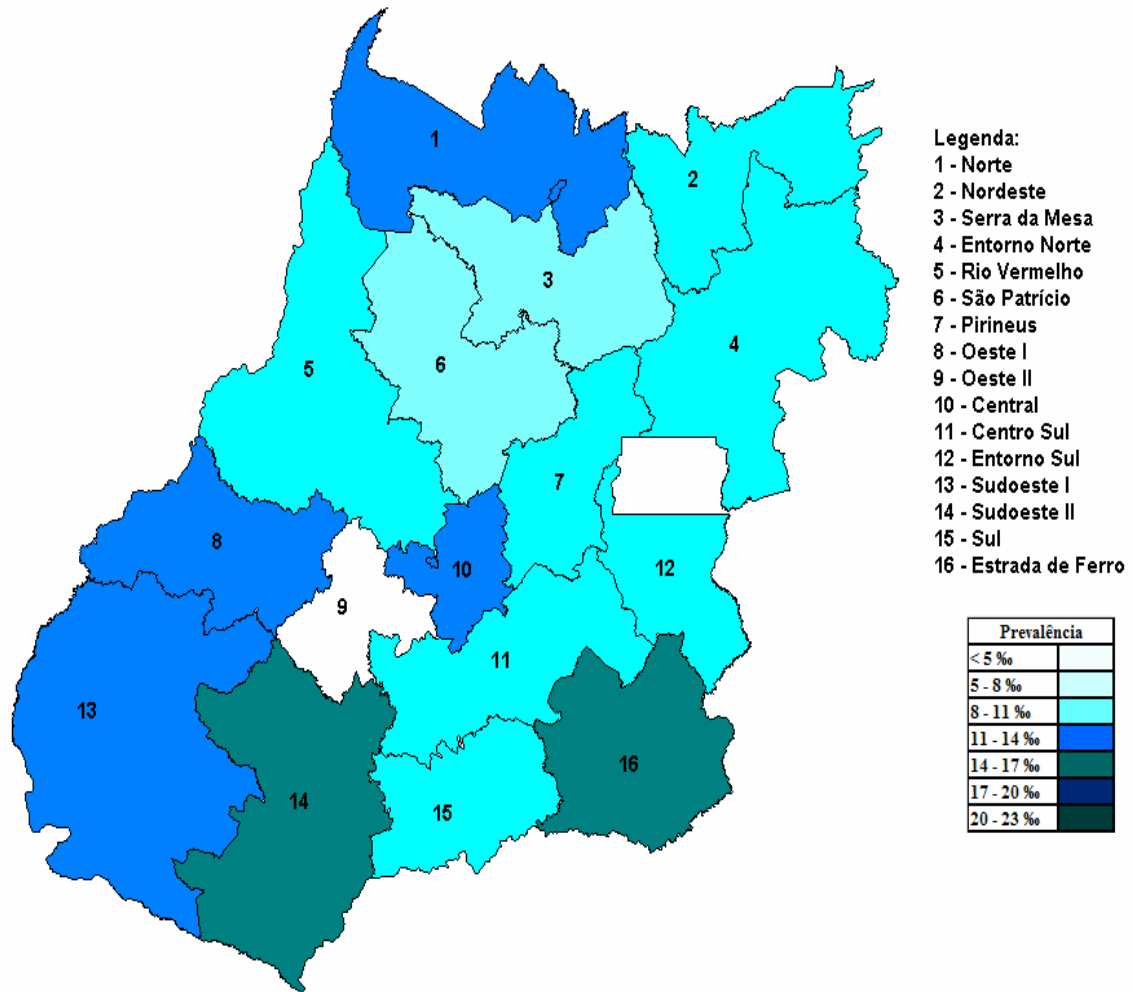 1
2
3
4
5
6
7
8
9
10
11
12
13
14
15
16
Legenda:
1 - Norte
2 - Nordeste
3 - Serra da Mesa
4 - Entorno Norte
5 - Rio Vermelho
6 - São Patrício
7 - Pirineus
8 - Oeste I
9 - Oeste II
10 - Central
11 - Centro Sul
12 - Entorno Sul
13 - Sudoeste I
14 - Sudoeste II
15 - Sul
16 - Estrada de Ferro
Prevalência
< 5 ‰
5 - 8 ‰
8 - 11 ‰
11 - 14 ‰
14 - 17 ‰
17 - 20 ‰
20 - 23 ‰